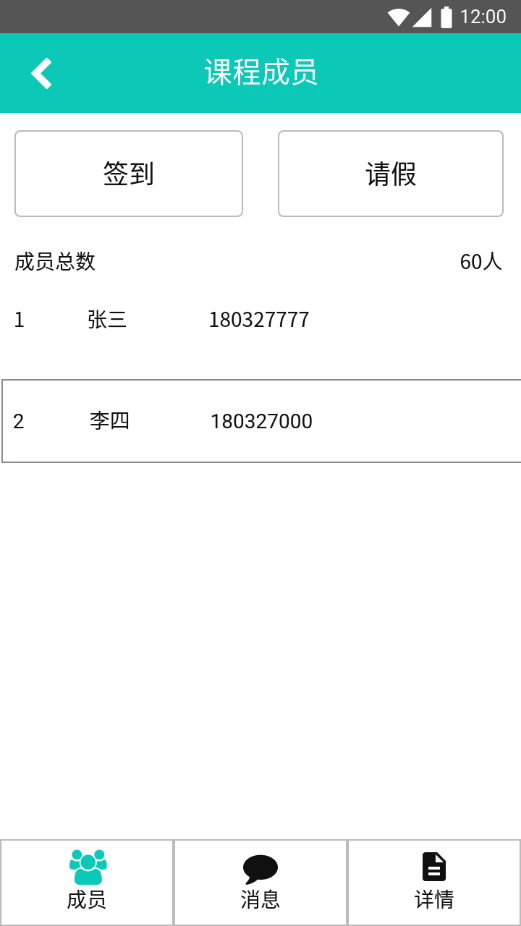 12:00
课程成员
签到 请假
成员总数 60人
1 张三 180327777
2 李四 180327000
成员 消息 详情